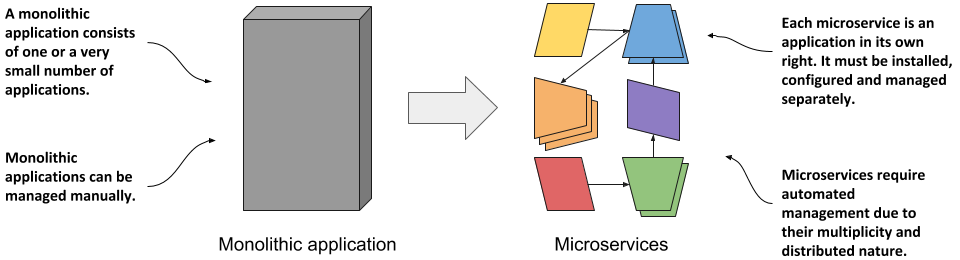 A monolithic
application consists
of one or a very
small number of
applications.
Monolithic
applications can be
managed manually.
Monolithic application
Microservices
Each microservice is an
application in its own
right. It must be installed,
configured and managed
separately.
Microservices require
automated
management due to
their multiplicity and
distributed nature.